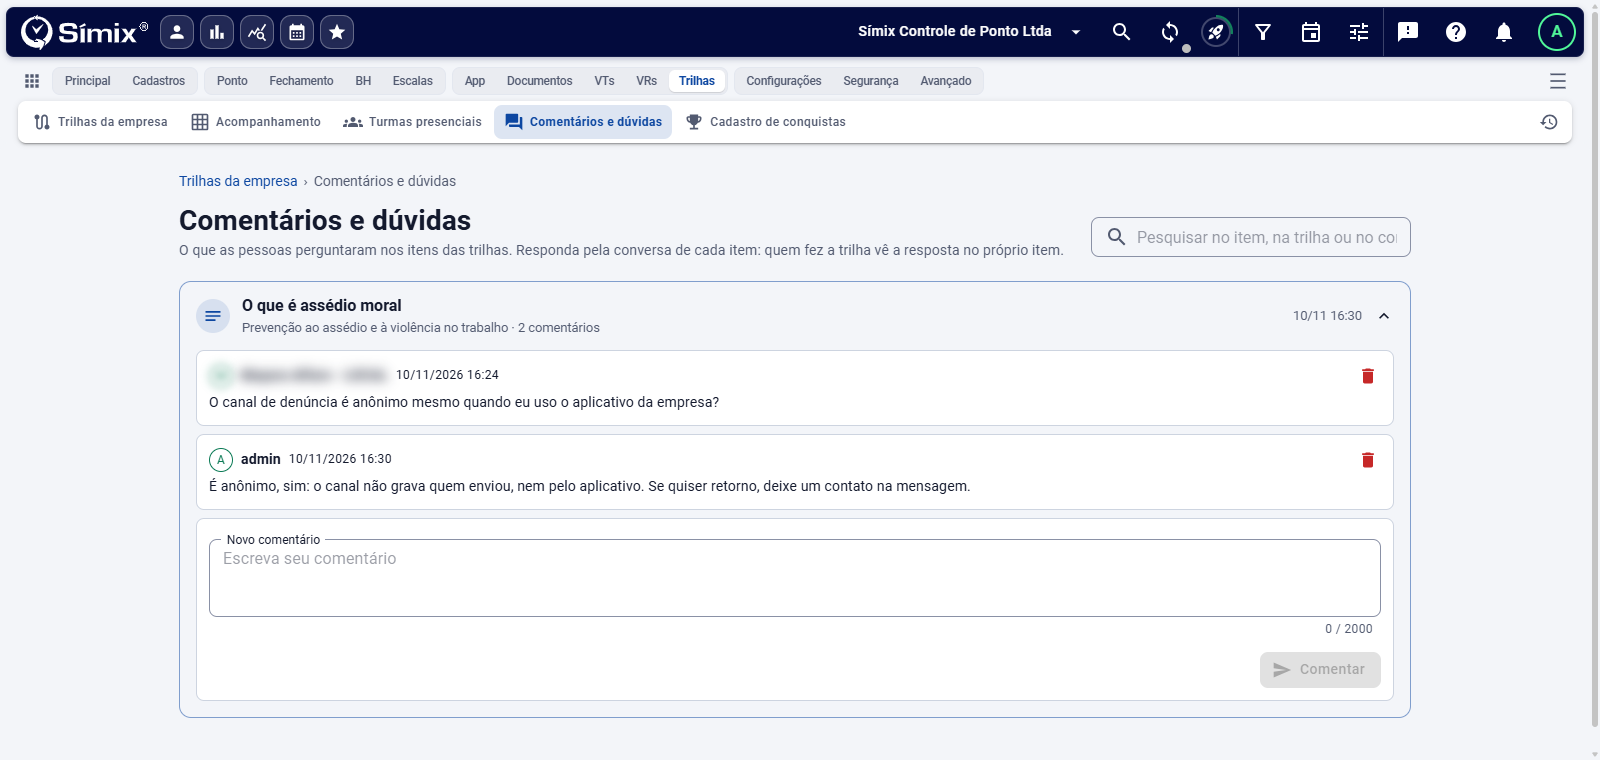 Símix®
Símix Controle de Ponto Ltda
A
Principal Cadastros Ponto Fechamento BH Escalas App Documentos VTs VRs Trilhas Configurações Segurança Avançado
Trilhas da empresa Acompanhamento Turmas presenciais Comentários e dúvidas Cadastro de conquistas
Trilhas da empresa › Comentários e dúvidas
Comentários e dúvidas
O que as pessoas perguntaram nos itens das trilhas. Responda pela conversa de cada item: quem fez a trilha vê a resposta no próprio item.
Pesquisar no item, na trilha ou no co
O que é assédio moral
Prevenção ao assédio e à violência no trabalho · 2 comentários
10/11 16:30
10/11/2026 16:24
O canal de denúncia é anônimo mesmo quando eu uso o aplicativo da empresa?
A admin 10/11/2026 16:30
É anônimo, sim: o canal não grava quem enviou, nem pelo aplicativo. Se quiser retorno, deixe um contato na mensagem.
Novo comentário
Escreva seu comentário
0 / 2000
Comentar